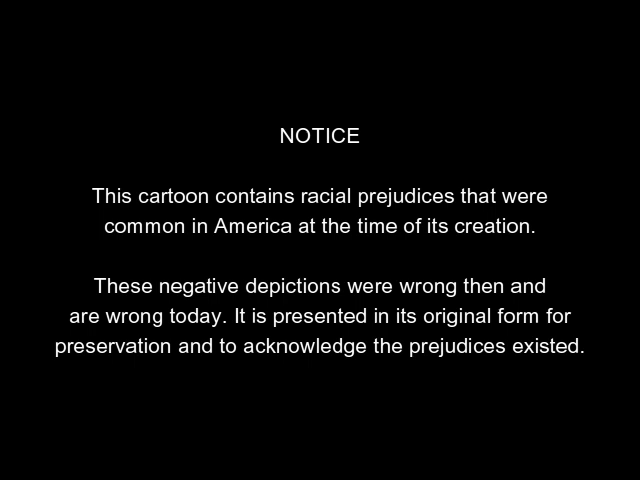 NOTICE
This cartoon contains racial prejudices that were
common in America at the time of its creation.
These negative depictions were wrong then and
are wrong today. It is presented in its original form for
preservation and to acknowledge the prejudices existed.